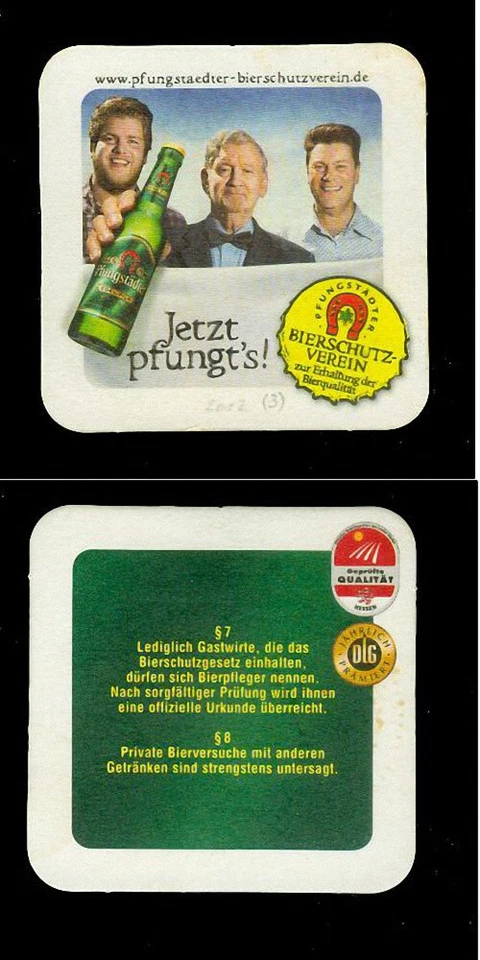 www.pfungstaedter-bierschutzverein.de
Pfungstädter
Jetzt
pfungt's!
PFUNGSTÄDTER
BIERSCHUTZ-
VEREIN
zur Erhaltung der
Bierqualität
(3)
Geprüfte
QUALITÄT
HESSEN
JÄHRLICH
DLG
PRÄMIERT
§ 7
Lediglich Gastwirte, die das
Bierschutzgesetz einhalten,
dürfen sich Bierpfleger nennen.
Nach sorgfältiger Prüfung wird ihnen
eine offizielle Urkunde überreicht.
§ 8
Private Bierversuche mit anderen
Getränken sind strengstens untersagt.